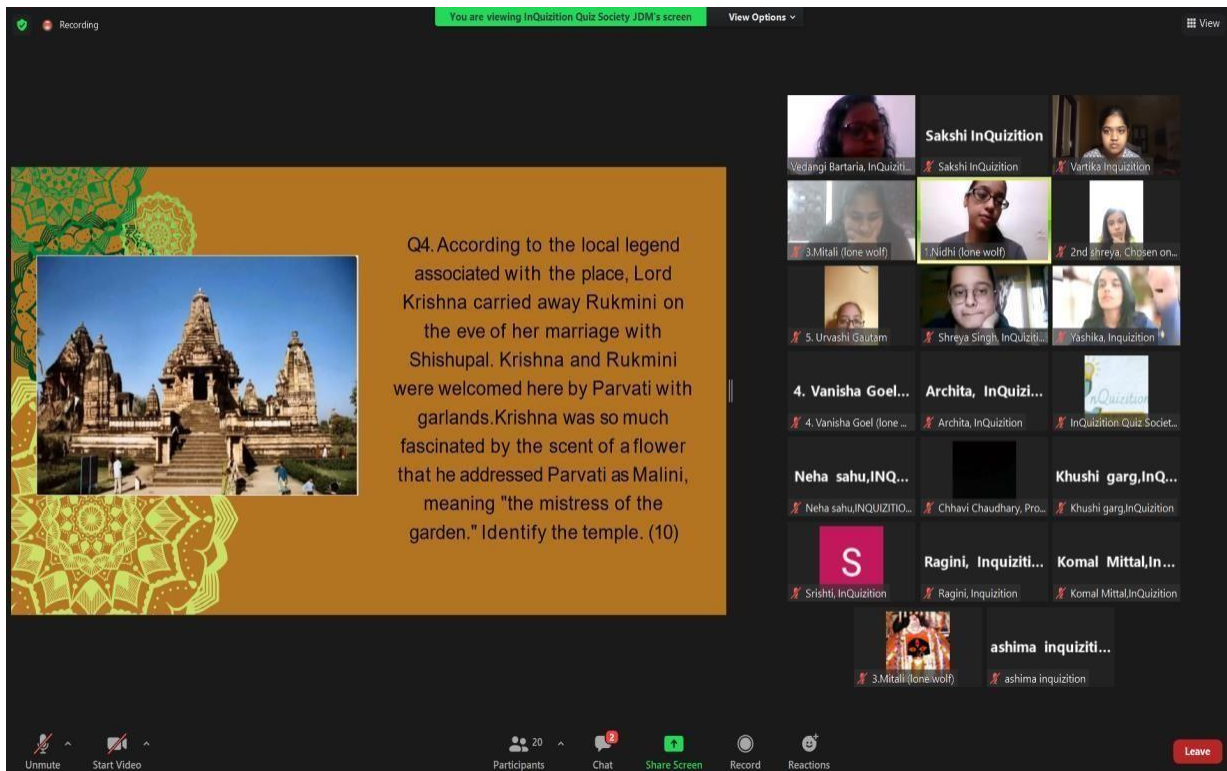 Recording
You are viewing InQuizition Quiz Society JDM's screen
View Options
View
Q4.According to the local legend
associated with the place, Lord
Krishna carried away Rukmini on
the eve of her marriage with
Shishupal. Krishna and Rukmini
were welcomed here by Parvati with
garlands.Krishna was so much
fascinated by the scent of a flower
that he addressed Parvati as Malini,
meaning "the mistress of the
garden." Identify the temple. (10)
Vedangi Bartaria, InQuiziti...
Sakshi InQuizition
Sakshi InQuizition
Vartika Inquizition
3.Mitali (lone wolf)
1.Nidhi (lone wolf)
2nd shreya, Chosen on...
5. Urvashi Gautam
Shreya Singh, InQuiziti...
Yashika, Inquizition
4. Vanisha Goel...
4. Vanisha Goel (lone ...
Archita, InQuizi...
Archita, InQuizition
nQuizition
InQuizition Quiz Societ...
Neha sahu,INQ...
Neha sahu,INQUIZITIO...
Chhavi Chaudhary, Pro...
Khushi garg,InQ...
Khushi garg,InQuizition
S
Srishti, InQuizition
Ragini, Inquiziti...
Ragini, Inquizition
Komal Mittal,In...
Komal Mittal,InQuizition
3.Mitali (lone wolf)
ashima inquiziti...
ashima inquizition
Unmute
Start Video
20
Participants
2
Chat
Share Screen
Record
Reactions
Leave